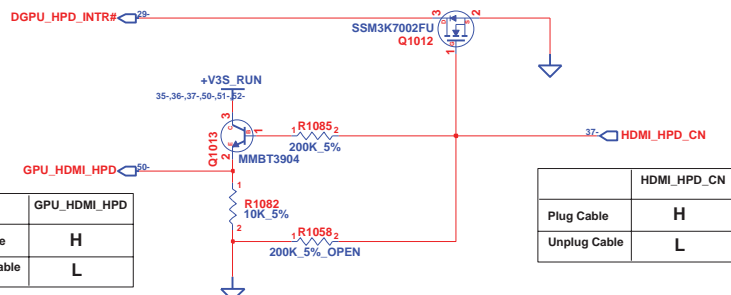 DGPU_HPD_INTR#
29-
3
2
D
S
G
SSM3K7002FU
Q1012
1
+V3S_RUN
35-,36-,37-,50-,51-,52-
3
C
B
E
1
1 R1085 2
200K_5%
37-
HDMI_HPD_CN
Q1013
2
MMBT3904
GPU_HDMI_HPD
50-
1
R1082
10K_5%
2
1 R1058 2
200K_5%_OPEN
GPU_HDMI_HPD
e H
able L
HDMI_HPD_CN
Plug Cable H
Unplug Cable L